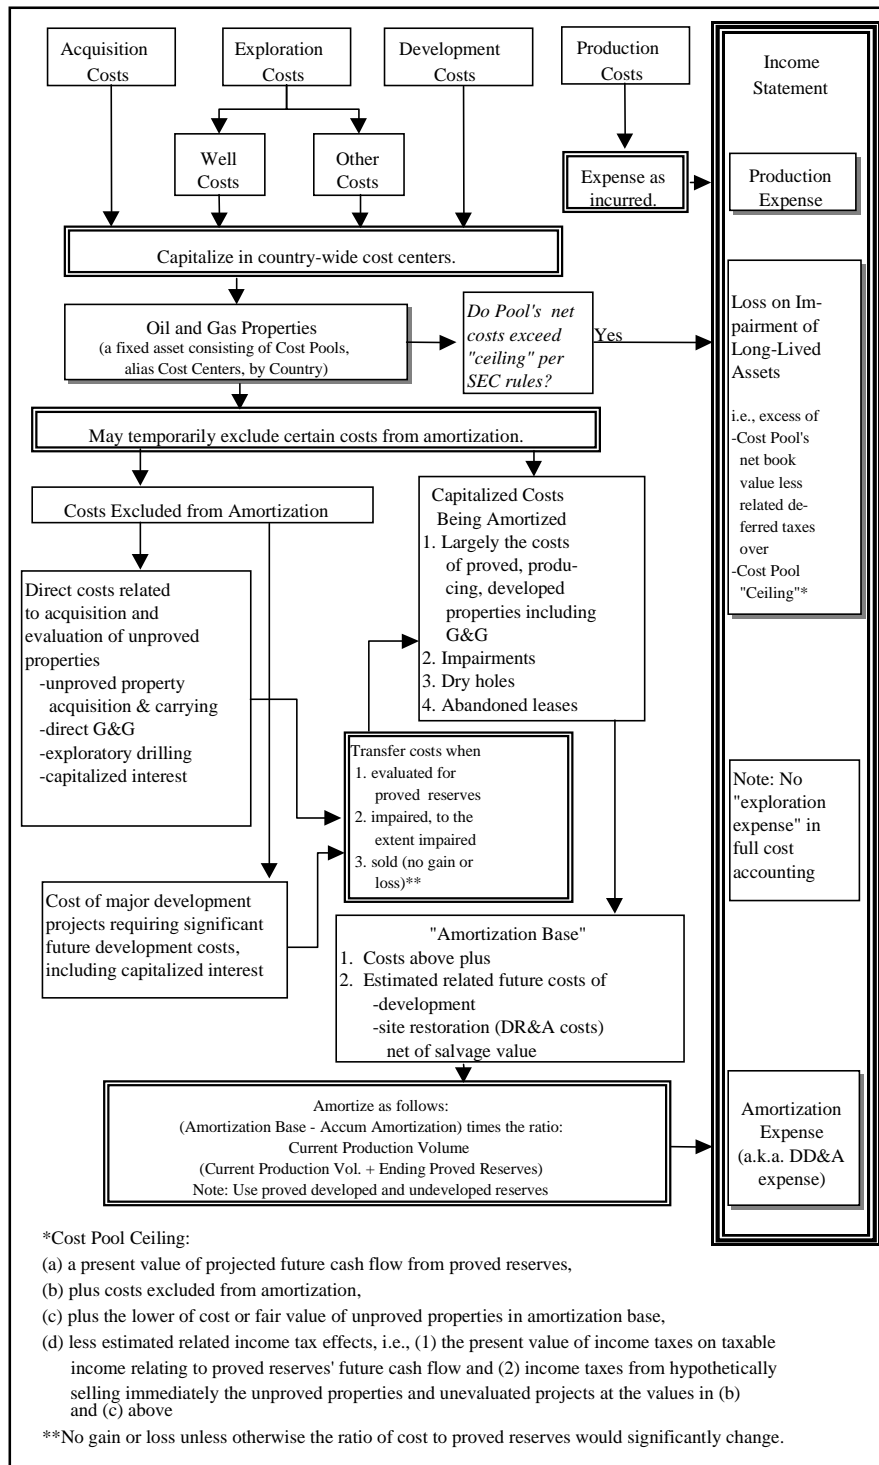 Acquisition
Costs
Exploration
Costs
Development
Costs
Production
Costs
Income
Statement
Well
Costs
Other
Costs
Expense as
incurred.
Production
Expense
Capitalize in country-wide cost centers.
Oil and Gas Properties
(a fixed asset consisting of Cost Pools,
alias Cost Centers, by Country)
Do Pool's net
costs exceed
"ceiling" per
SEC rules?
Yes
Loss on Im-
pairment of
Long-Lived
Assets
i.e., excess of
-Cost Pool's
net book
value less
related de-
ferred taxes
over
-Cost Pool
"Ceiling"*
May temporarily exclude certain costs from amortization.
Costs Excluded from Amortization
Capitalized Costs
Being Amortized
1. Largely the costs
of proved, produ-
cing, developed
properties including
G&G
2. Impairments
3. Dry holes
4. Abandoned leases
Direct costs related
to acquisition and
evaluation of unproved
properties
-unproved property
acquisition & carrying
-direct G&G
-exploratory drilling
-capitalized interest
Transfer costs when
1. evaluated for
proved reserves
2. impaired, to the
extent impaired
3. sold (no gain or
loss)**
Note: No
"exploration
expense" in
full cost
accounting
Cost of major development
projects requiring significant
future development costs,
including capitalized interest
"Amortization Base"
1. Costs above plus
2. Estimated related future costs of
-development
-site restoration (DR&A costs)
net of salvage value
Amortize as follows:
(Amortization Base - Accum Amortization) times the ratio:
Current Production Volume
(Current Production Vol. + Ending Proved Reserves)
Note: Use proved developed and undeveloped reserves
Amortization
Expense
(a.k.a. DD&A
expense)
*Cost Pool Ceiling:
(a) a present value of projected future cash flow from proved reserves,
(b) plus costs excluded from amortization,
(c) plus the lower of cost or fair value of unproved properties in amortization base,
(d) less estimated related income tax effects, i.e., (1) the present value of income taxes on taxable
income relating to proved reserves' future cash flow and (2) income taxes from hypothetically
selling immediately the unproved properties and unevaluated projects at the values in (b)
and (c) above
**No gain or loss unless otherwise the ratio of cost to proved reserves would significantly change.